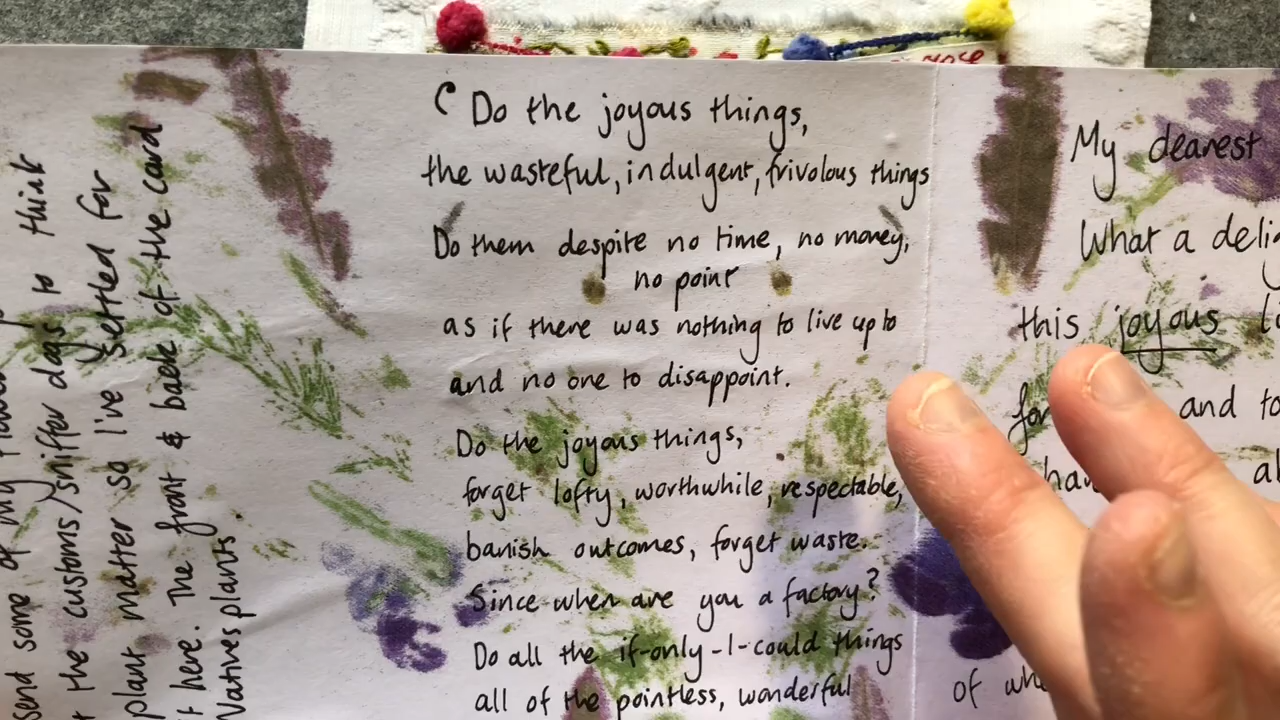 send some of my
the customs/sniffer dogs to think
plant matter so I've settled for
it here. The front & back of the card
Natives plants
Do the joyous things,
the wasteful, indulgent, frivolous things
Do them despite no time, no money,
no point
as if there was nothing to live up to
and no one to disappoint.
Do the joyous things,
forget lofty, worthwhile, respectable,
banish outcomes, forget waste.
Since when are you a factory?
Do all the if-only-I-could things
all of the pointless, wonderful
My dearest
What a
this joyous
for and
of